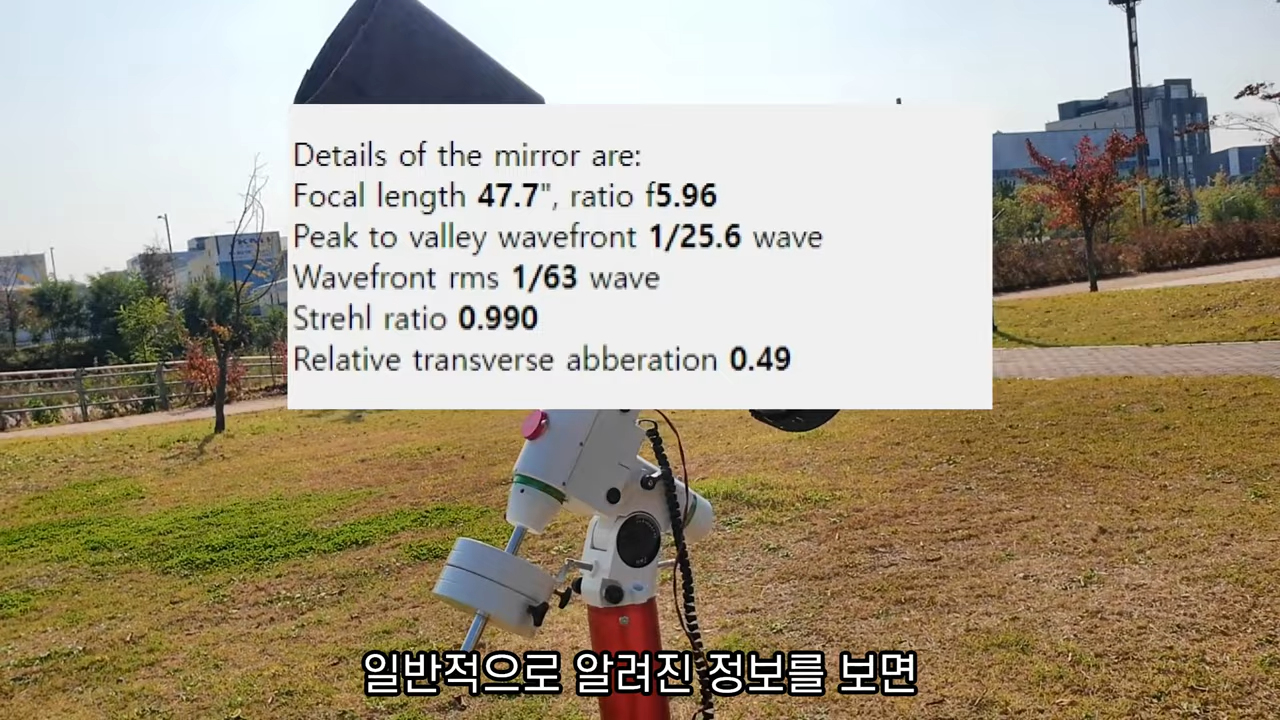 Details of the mirror are:
Focal length 47.7", ratio f5.96
Peak to valley wavefront 1/25.6 wave
Wavefront rms 1/63 wave
Strehl ratio 0.990
Relative transverse abberation 0.49
일반적으로 알려진 정보를 보면